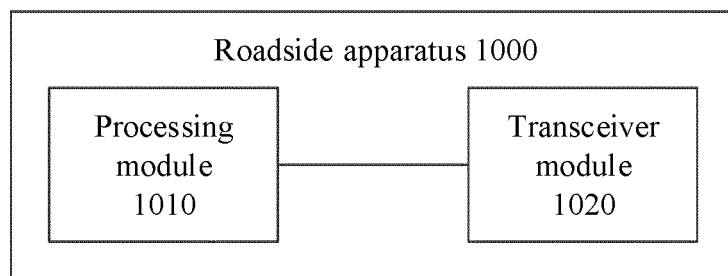 Roadside apparatus 1000
Processing
module
1010
Transceiver
module
1020